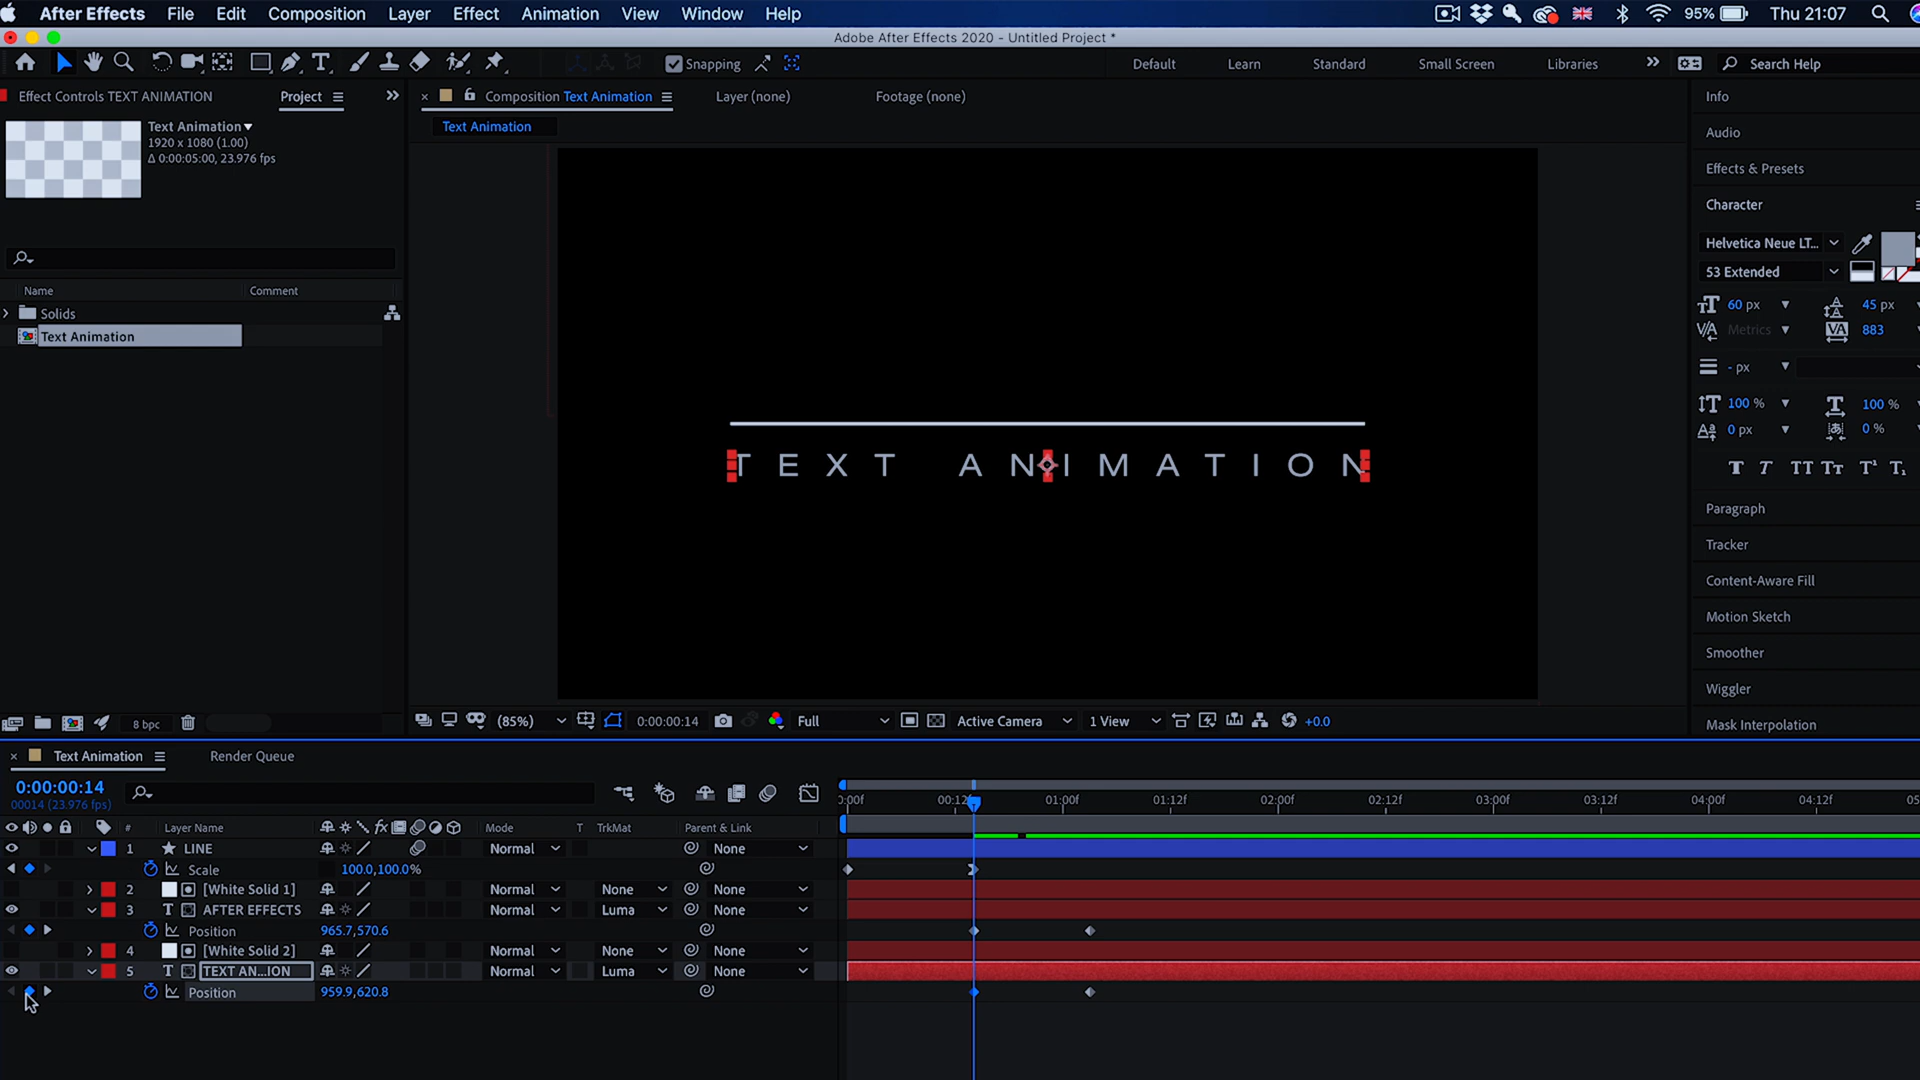 After Effects File Edit Composition Layer Effect Animation View Window Help 95% Thu 21:07
Adobe After Effects 2020 - Untitled Project *
T Snapping Default Learn Standard Small Screen Libraries Search Help
Effect Controls TEXT ANIMATION Project Composition Text Animation Layer (none) Footage (none) Info
Text Animation
1920 x 1080 (1.00)
Δ 0:00:05:00, 23.976 fps
Text Animation
Audio
Effects & Presets
Character
Helvetica Neue LT...
53 Extended
60 px 45 px
Metrics 883
- px
100 % 100 %
0 px 0 %
T T TT Tt T¹ T₁
Name Comment
Solids
Text Animation
TEXT ANIMATION
Paragraph
Tracker
Content-Aware Fill
Motion Sketch
Smoother
Wiggler
Mask Interpolation
8 bpc (85%) 0:00:00:14 Full Active Camera 1 View +0.0
Text Animation Render Queue
0:00:00:14
00014 (23.976 fps)
:00f 00:12f 01:00f 01:12f 02:00f 02:12f 03:00f 03:12f 04:00f 04:12f 05
# Layer Name fx Mode T TrkMat Parent & Link
1 LINE Normal None
Scale 100.0,100.0%
2 [White Solid 1] Normal None None
3 T AFTER EFFECTS Normal Luma None
Position 965.7,570.6
4 [White Solid 2] Normal None None
5 T TEXT AN...ION Normal Luma None
Position 959.9,620.8